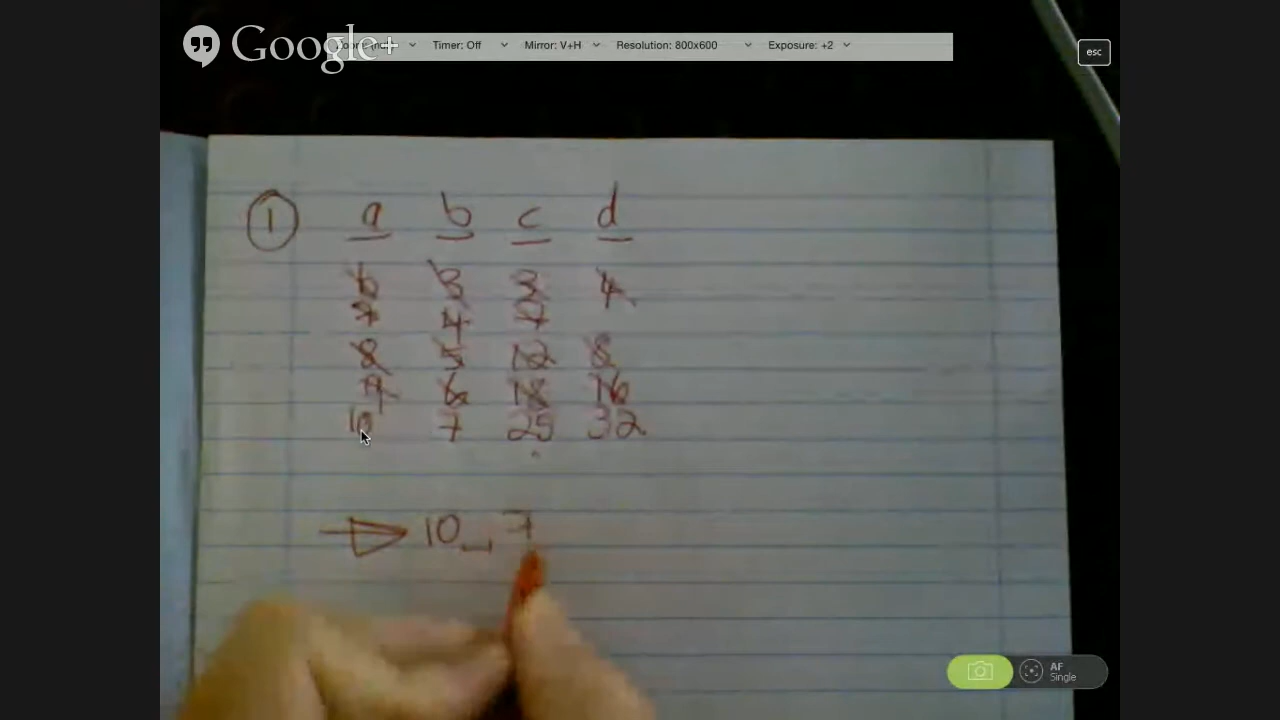 Google+
Timer: Off Mirror: V+H Resolution: 800x600 Exposure: +2
esc
1 a b c d
6 3 3 4
7 4 7
8 5 12 8
9 6 18 16
10 7 25 32
10 7
AF
Single